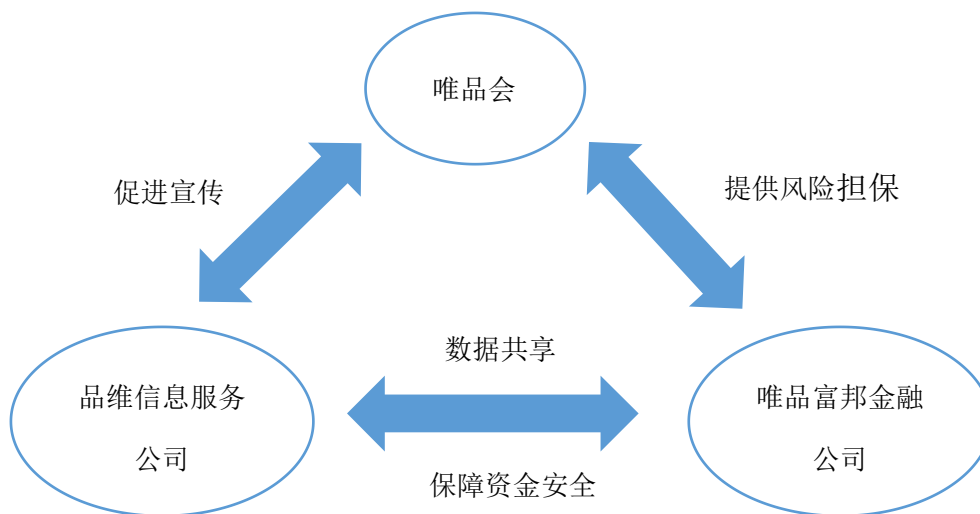 唯品会
促进宣传
提供风险担保
数据共享
品维信息服务
公司
唯品富邦金融
公司
保障资金安全